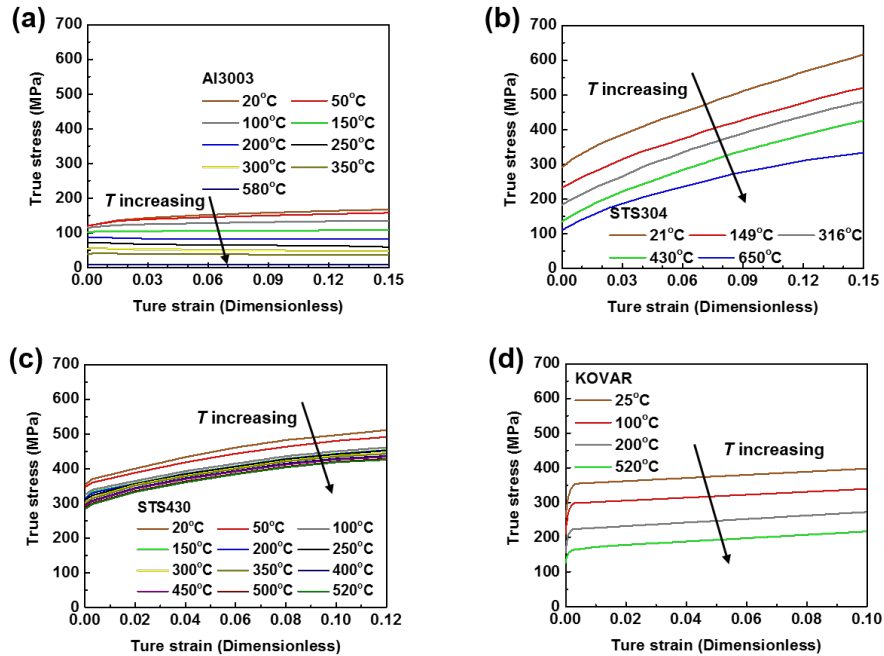 (a)
700
600
500
400
300
200
100
0
True stress (MPa)
Al3003
20°C 50°C
100°C 150°C
200°C 250°C
300°C 350°C
580°C
T increasing
0.00 0.03 0.06 0.09 0.12 0.15
Ture strain (Dimensionless)
(b)
700
600
500
400
300
200
100
0
True stress (MPa)
T increasing
STS304
21°C 149°C 316°C
430°C 650°C
0.00 0.03 0.06 0.09 0.12 0.15
Ture strain (Dimensionless)
(c)
700
600
500
400
300
200
100
0
True stress (MPa)
T increasing
STS430
20°C 50°C 100°C
150°C 200°C 250°C
300°C 350°C 400°C
450°C 500°C 520°C
0.00 0.02 0.04 0.06 0.08 0.10 0.12
Ture strain (Dimensionless)
(d)
700
600
500
400
300
200
100
0
True stress (MPa)
KOVAR
25°C
100°C
200°C
520°C
T increasing
0.00 0.02 0.04 0.06 0.08 0.10
Ture strain (Dimensionless)